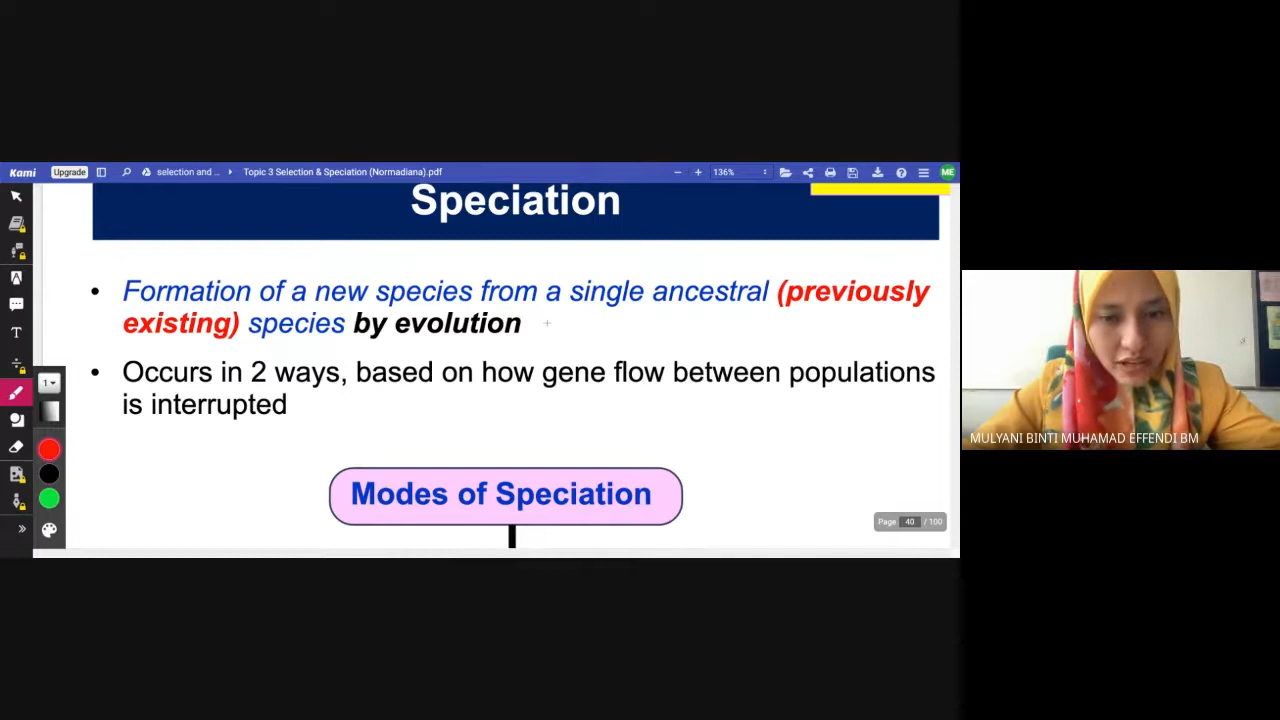 Kami
Upgrade
selection and ...
Topic 3 Selection & Speciation (Normadiana).pdf
136%
ME
Speciation
• Formation of a new species from a single ancestral (previously
existing) species by evolution
• Occurs in 2 ways, based on how gene flow between populations
is interrupted
Modes of Speciation
Page 40 / 100
1
T
MULYANI BINTI MUHAMAD EFFENDI BM